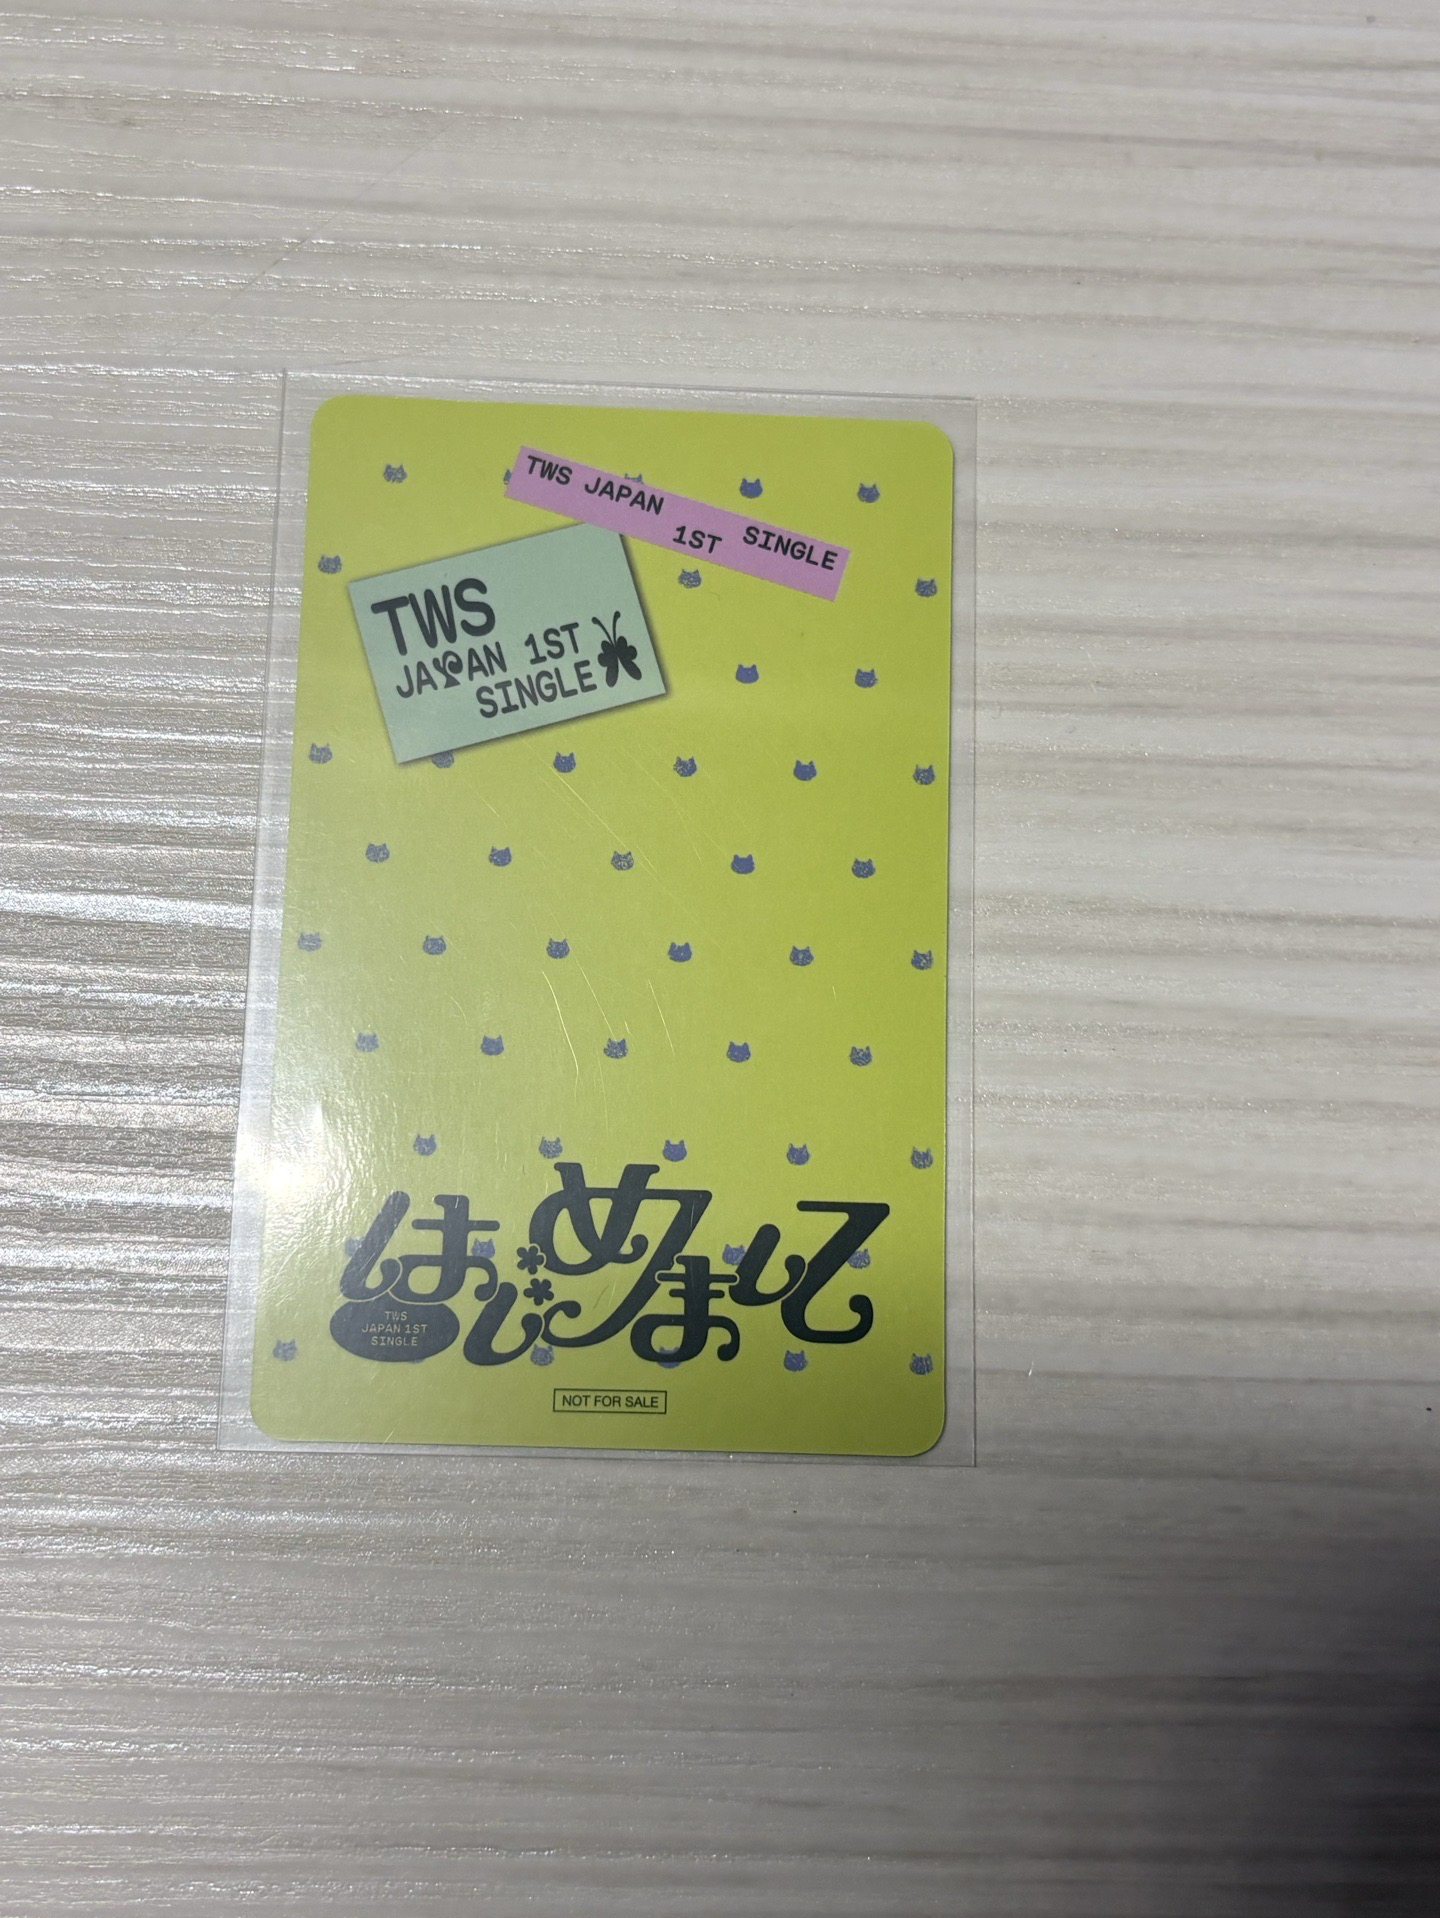 TWS JAPAN 1ST SINGLE
TWS
JAPAN 1ST
SINGLE
はじめまして
TWS
JAPAN 1ST
SINGLE
NOT FOR SALE